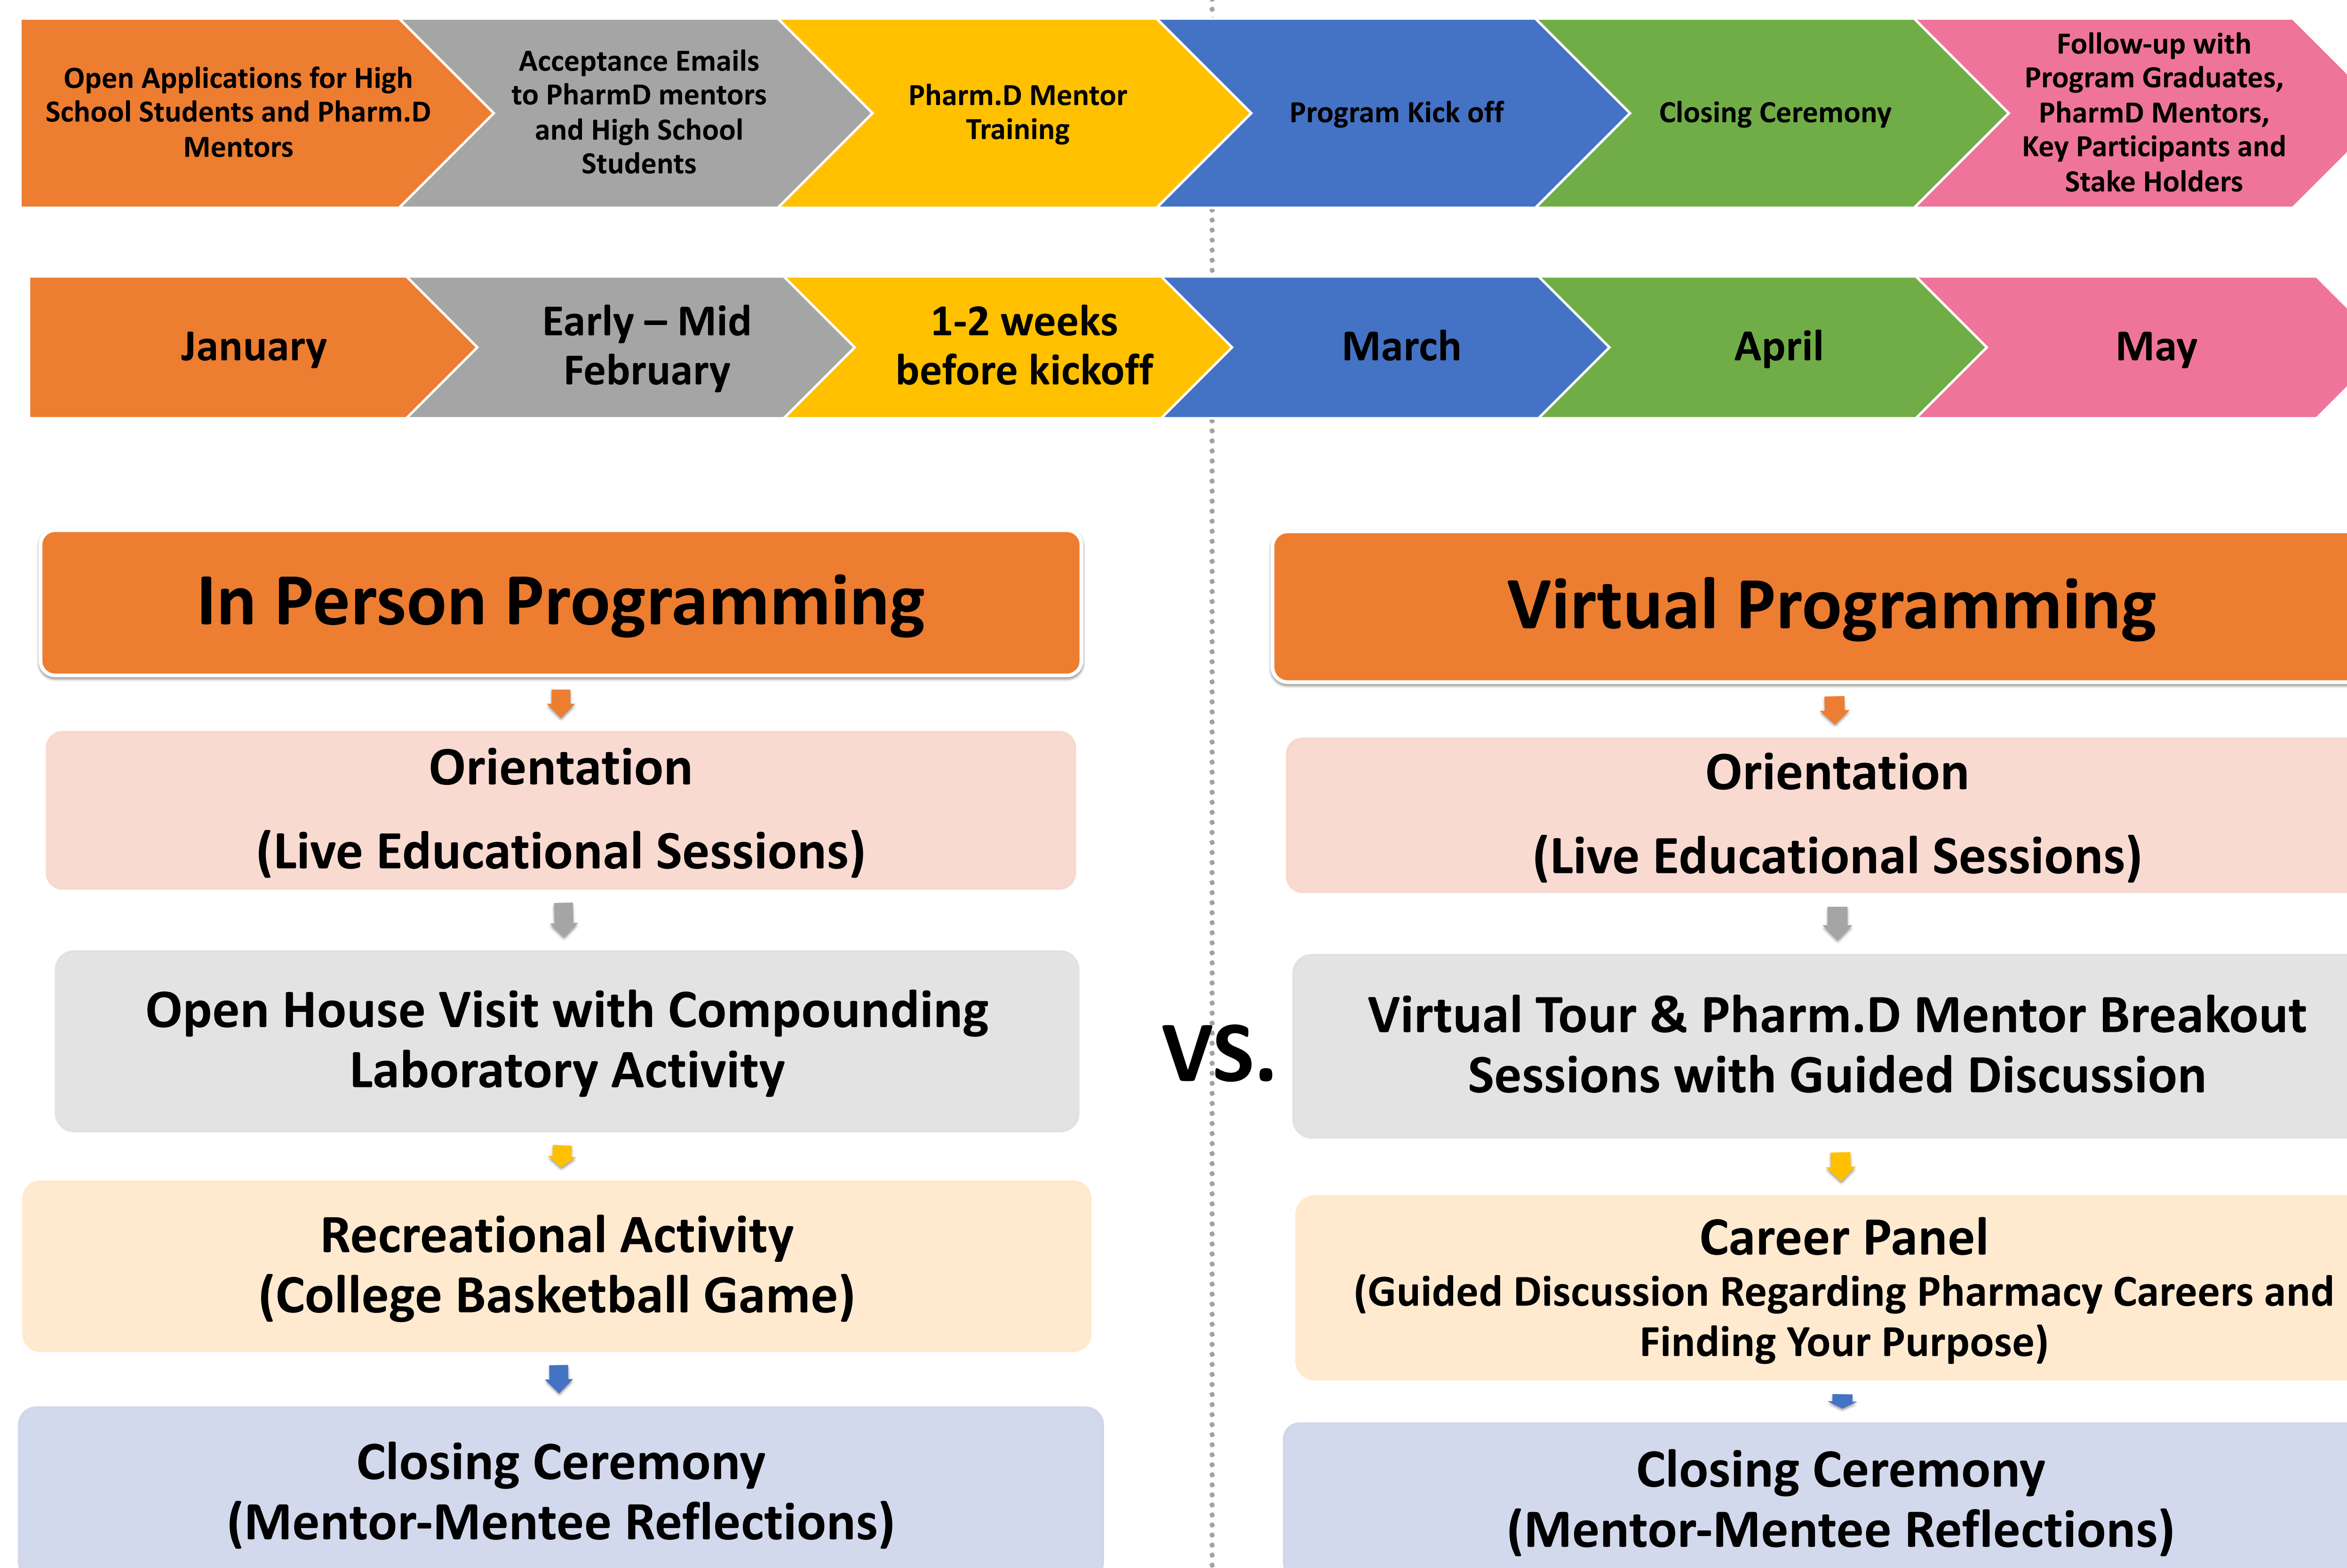 Open Applications for High
School Students and Pharm.D
Mentors
Acceptance Emails
to PharmD mentors
and High School
Students
Pharm.D Mentor
Training
Program Kick off
Closing Ceremony
Follow-up with
Program Graduates,
PharmD Mentors,
Key Participants and
Stake Holders
January
Early – Mid
February
1-2 weeks
before kickoff
March
April
May
In Person Programming
Orientation
(Live Educational Sessions)
Open House Visit with Compounding
Laboratory Activity
Recreational Activity
(College Basketball Game)
Closing Ceremony
(Mentor-Mentee Reflections)
VS.
Virtual Programming
Orientation
(Live Educational Sessions)
Virtual Tour & Pharm.D Mentor Breakout
Sessions with Guided Discussion
Career Panel
(Guided Discussion Regarding Pharmacy Careers and
Finding Your Purpose)
Closing Ceremony
(Mentor-Mentee Reflections)